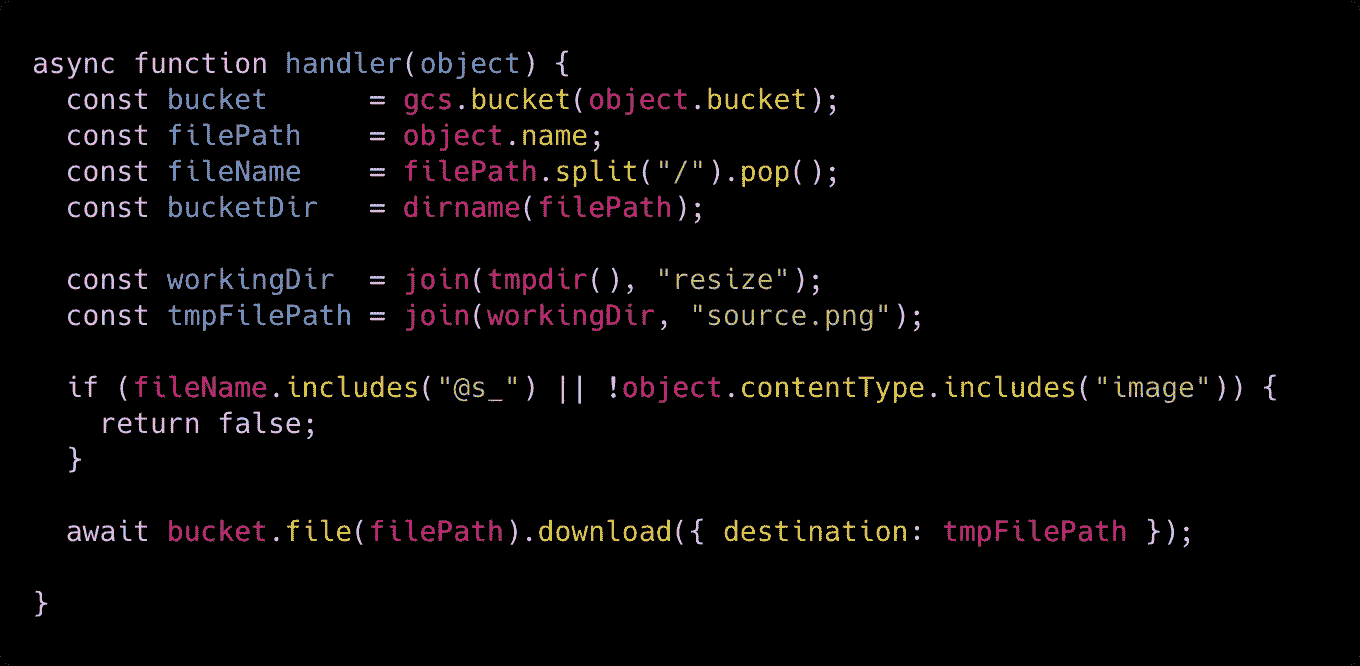 async function handler(object) {
  const bucket      = gcs.bucket(object.bucket);
  const filePath    = object.name;
  const fileName    = filePath.split("/").pop();
  const bucketDir   = dirname(filePath);

  const workingDir  = join(tmpdir(), "resize");
  const tmpFilePath = join(workingDir, "source.png");

  if (fileName.includes("@s_") || !object.contentType.includes("image")) {
    return false;
  }

  await bucket.file(filePath).download({ destination: tmpFilePath });

}